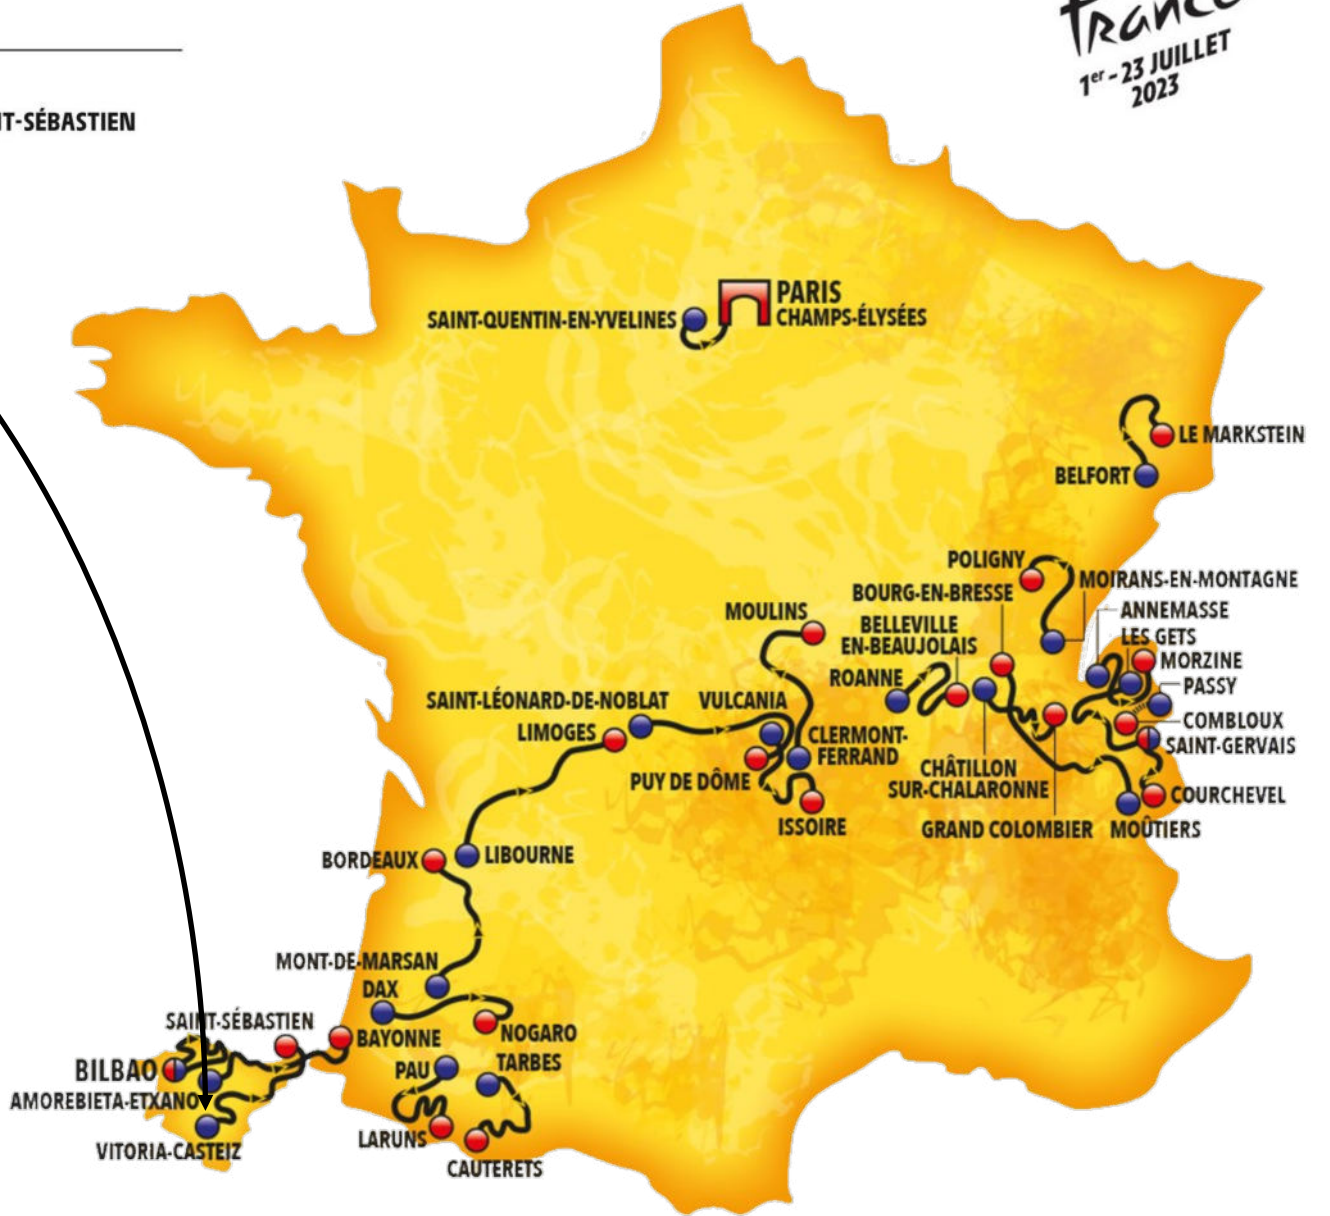 France
1er - 23 JUILLET
2023
T-SÉBASTIEN
PARIS
CHAMPS-ÉLYSÉES
SAINT-QUENTIN-EN-YVELINES
LE MARKSTEIN
BELFORT
POLIGNY
MOIRANS-EN-MONTAGNE
BOURG-EN-BRESSE
ANNEMASSE
MOULINS
BELLEVILLE
EN-BEAUJOLAIS
LES GETS
MORZINE
ROANNE
PASSY
SAINT-LÉONARD-DE-NOBLAT
VULCANIA
COMBLOUX
LIMOGES
CLERMONT-
FERRAND
SAINT-GERVAIS
PUY DE DÔME
CHÂTILLON
SUR-CHALARONNE
COURCHEVEL
ISSOIRE
GRAND COLOMBIER
MOÛTIERS
BORDEAUX
LIBOURNE
MONT-DE-MARSAN
DAX
SAINT-SÉBASTIEN
BAYONNE
NOGARO
BILBAO
PAU
TARBES
AMOREBIETA-ETXANO
LARUNS
VITORIA-CASTEIZ
CAUTERETS